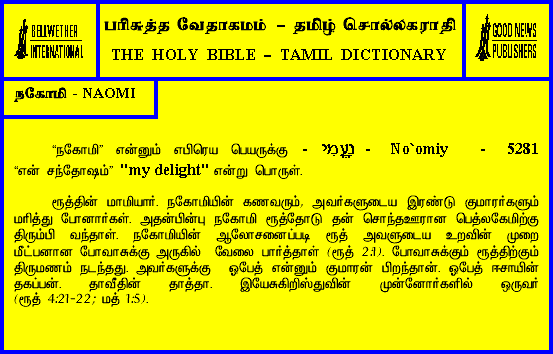 BELLWETHER
INTERNATIONAL
பரிசுத்த வேதாகமம் – தமிழ் சொல்லகராதி
THE HOLY BIBLE – TAMIL DICTIONARY
GOOD NEWS
PUBLISHERS
நகோமி - NAOMI
“நகோமி” என்னும் எபிரெய பெயருக்கு - נָעֳמִי - No`omiy - 5281
“என் சந்தோஷம்” "my delight" என்று பொருள்.
ரூத்தின் மாமியார். நகோமியின் கணவரும், அவர்களுடைய இரண்டு குமாரர்களும்
மரித்து போனார்கள். அதன்பின்பு நகோமி ரூத்தோடு தன் சொந்தஊரான பெத்லகேமிற்கு
திரும்பி வந்தாள். நகோமியின் ஆலோசனைப்படி ரூத் அவளுடைய உறவின் முறை
மீட்பனான போவாசுக்கு அருகில் வேலை பார்த்தாள் (ரூத் 2:1). போவாசுக்கும் ரூத்திற்கும்
திருமணம் நடந்தது. அவர்களுக்கு ஓபேத் என்னும் குமாரன் பிறந்தான். ஓபேத் ஈசாயின்
தகப்பன். தாவீதின் தாத்தா. இயேசுகிறிஸ்துவின் முன்னோர்களில் ஒருவர்
(ரூத் 4:21-22; மத் 1:5).